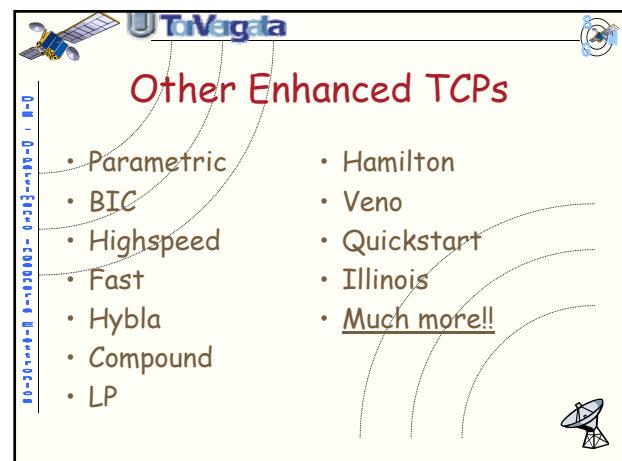 TorVergata
Other Enhanced TCPs
• Parametric
• BIC
• Highspeed
• Fast
• Hybla
• Compound
• LP
• Hamilton
• Veno
• Quickstart
• Illinois
• Much more!!